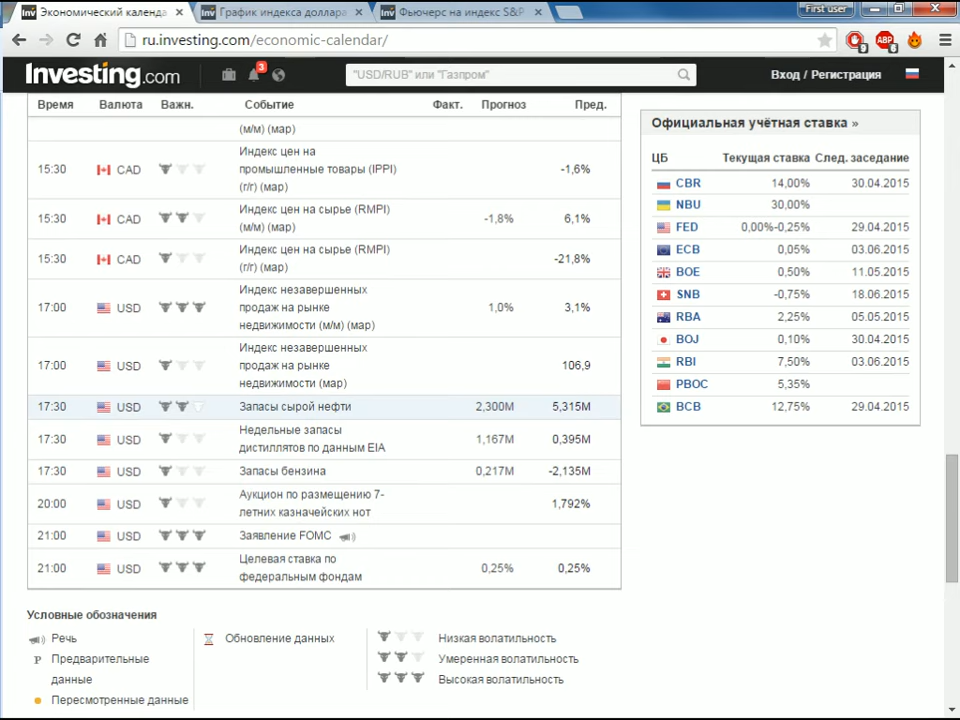 Экономический календа
График индекса доллара
Фьючерс на индекс S&P
First user
ru.investing.com/economic-calendar/
9
ABP
6
Investing.com
3
"USD/RUB" или "Газпром"
Вход / Регистрация
Время Валюта Важн. Событие Факт. Прогноз Пред.
(м/м) (мар)
Индекс цен на
15:30 CAD промышленные товары (IPPI) -1,6%
(г/г) (мар)
15:30 CAD Индекс цен на сырье (RMPI) -1,8% 6,1%
(м/м) (мар)
15:30 CAD Индекс цен на сырье (RMPI) -21,8%
(г/г) (мар)
Индекс незавершенных
17:00 USD продаж на рынке 1,0% 3,1%
недвижимости (м/м) (мар)
Индекс незавершенных
17:00 USD продаж на рынке 106,9
недвижимости (мар)
17:30 USD Запасы сырой нефти 2,300M 5,315M
17:30 USD Недельные запасы 1,167M 0,395M
дистиллятов по данным EIA
17:30 USD Запасы бензина 0,217M -2,135M
20:00 USD Аукцион по размещению 7- 1,792%
летних казначейских нот
21:00 USD Заявление FOMC
21:00 USD Целевая ставка по 0,25% 0,25%
федеральным фондам
Официальная учётная ставка »
ЦБ Текущая ставка След. заседание
CBR 14,00% 30.04.2015
NBU 30,00%
FED 0,00%-0,25% 29.04.2015
ECB 0,05% 03.06.2015
BOE 0,50% 11.05.2015
SNB -0,75% 18.06.2015
RBA 2,25% 05.05.2015
BOJ 0,10% 30.04.2015
RBI 7,50% 03.06.2015
PBOC 5,35%
BCB 12,75% 29.04.2015
Условные обозначения
Речь
P Предварительные
данные
Пересмотренные данные
Обновление данных
Низкая волатильность
Умеренная волатильность
Высокая волатильность